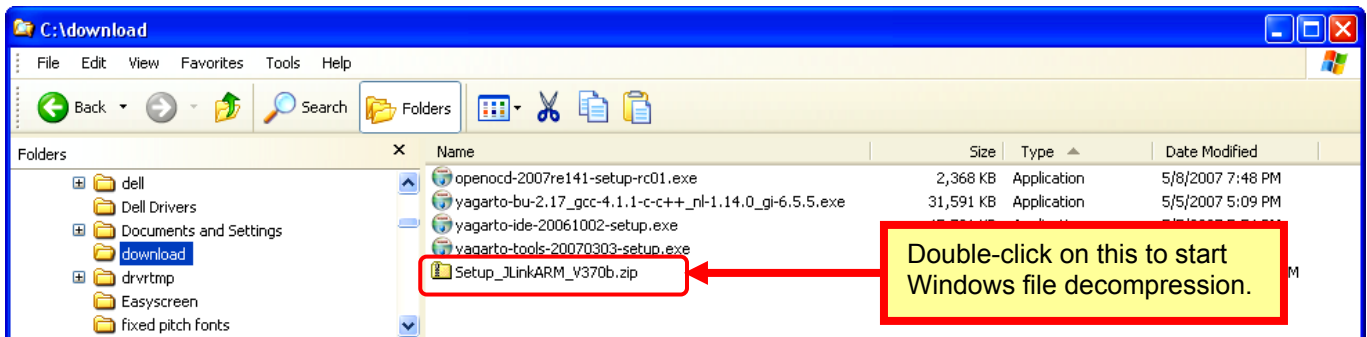 C:\download
File Edit View Favorites Tools Help
Back Search Folders
Folders x Name Size Type Date Modified
dell
Dell Drivers
Documents and Settings
download
drvrtmp
Easyscreen
fixed pitch fonts
openocd-2007re141-setup-rc01.exe 2,368 KB Application 5/8/2007 7:48 PM
yagarto-bu-2.17_gcc-4.1.1-c-c++_nl-1.14.0_gi-6.5.5.exe 31,591 KB Application 5/5/2007 5:09 PM
yagarto-ide-20061002-setup.exe
yagarto-tools-20070303-setup.exe
Setup_JLinkARM_V370b.zip M
Double-click on this to start
Windows file decompression.